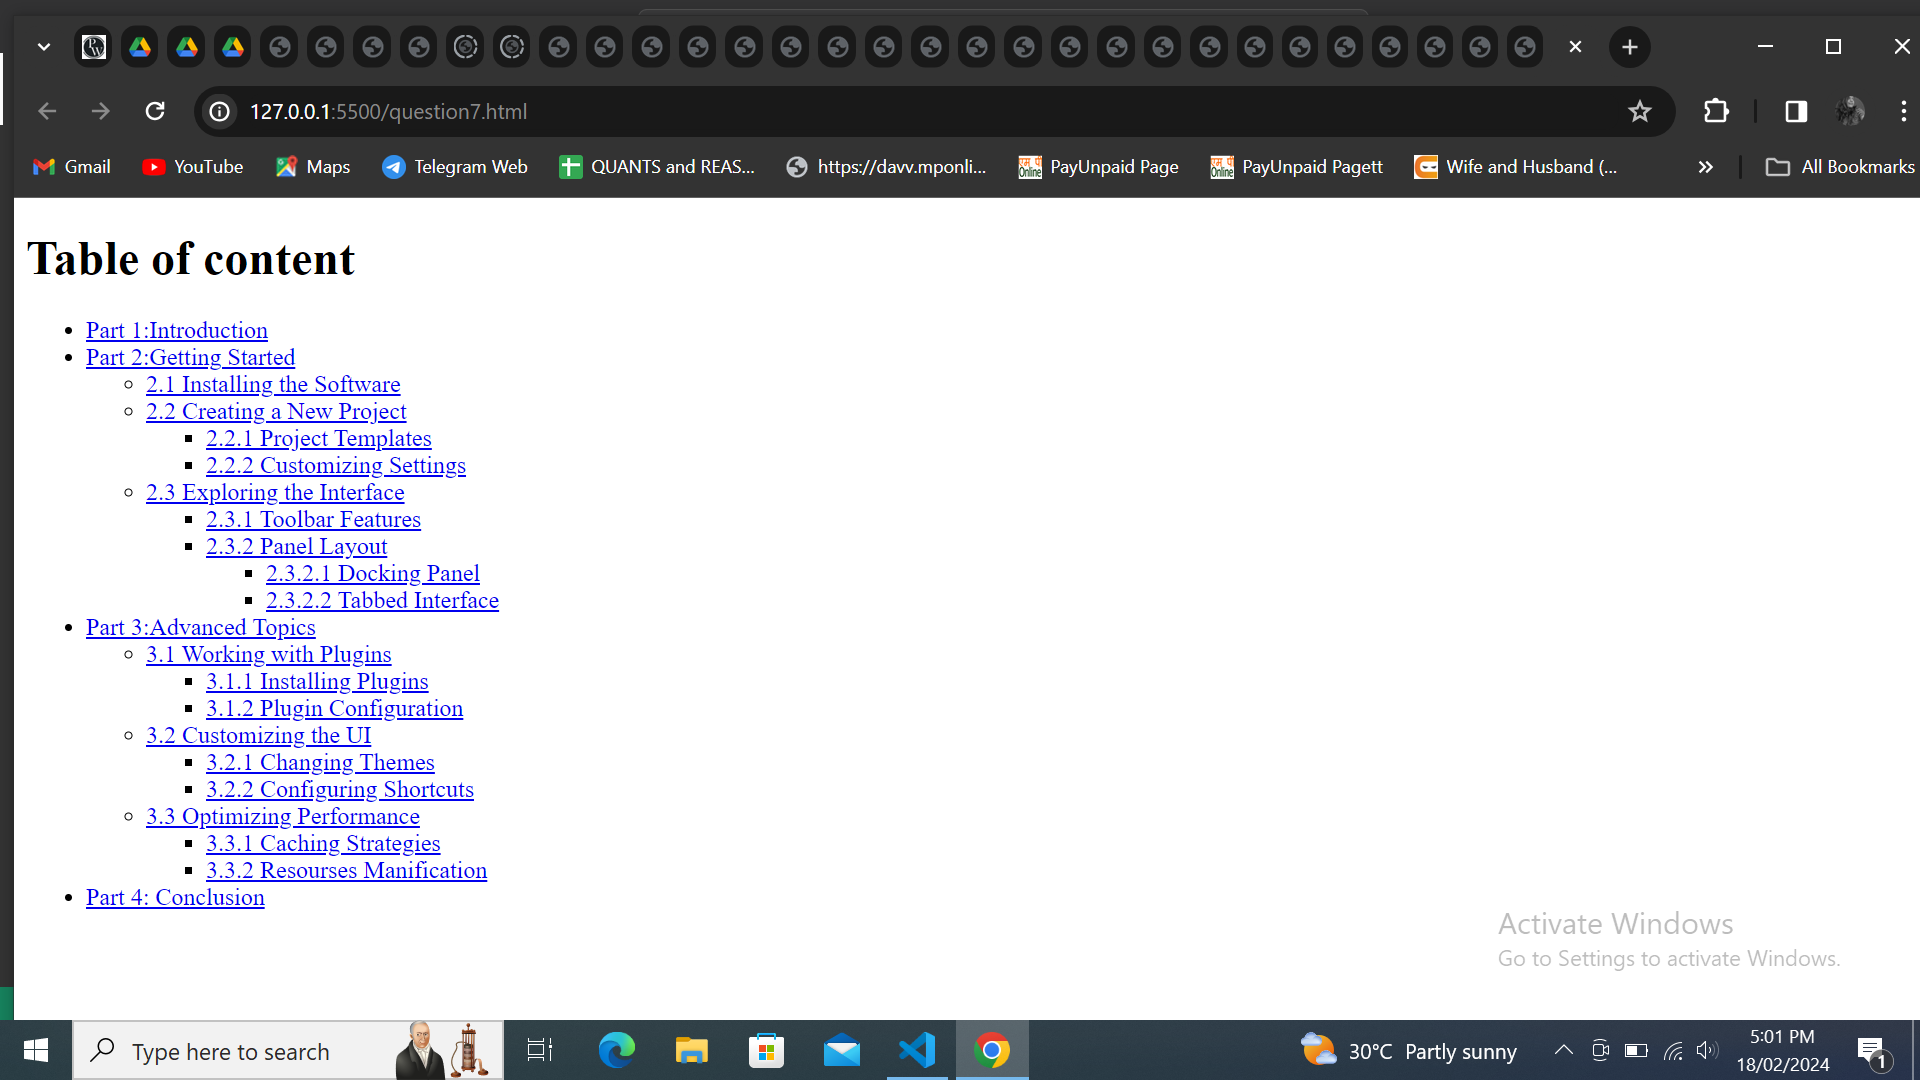 127.0.0.1:5500/question7.html
Gmail YouTube Maps Telegram Web QUANTS and REAS... https://davv.mponli... PayUnpaid Page PayUnpaid Pagett Wife and Husband (... » All Bookmarks
Table of content
Part 1:Introduction
Part 2:Getting Started
2.1 Installing the Software
2.2 Creating a New Project
2.2.1 Project Templates
2.2.2 Customizing Settings
2.3 Exploring the Interface
2.3.1 Toolbar Features
2.3.2 Panel Layout
2.3.2.1 Docking Panel
2.3.2.2 Tabbed Interface
Part 3:Advanced Topics
3.1 Working with Plugins
3.1.1 Installing Plugins
3.1.2 Plugin Configuration
3.2 Customizing the UI
3.2.1 Changing Themes
3.2.2 Configuring Shortcuts
3.3 Optimizing Performance
3.3.1 Caching Strategies
3.3.2 Resourses Manification
Part 4: Conclusion
Activate Windows
Go to Settings to activate Windows.
Type here to search
30°C Partly sunny
5:01 PM
18/02/2024
1